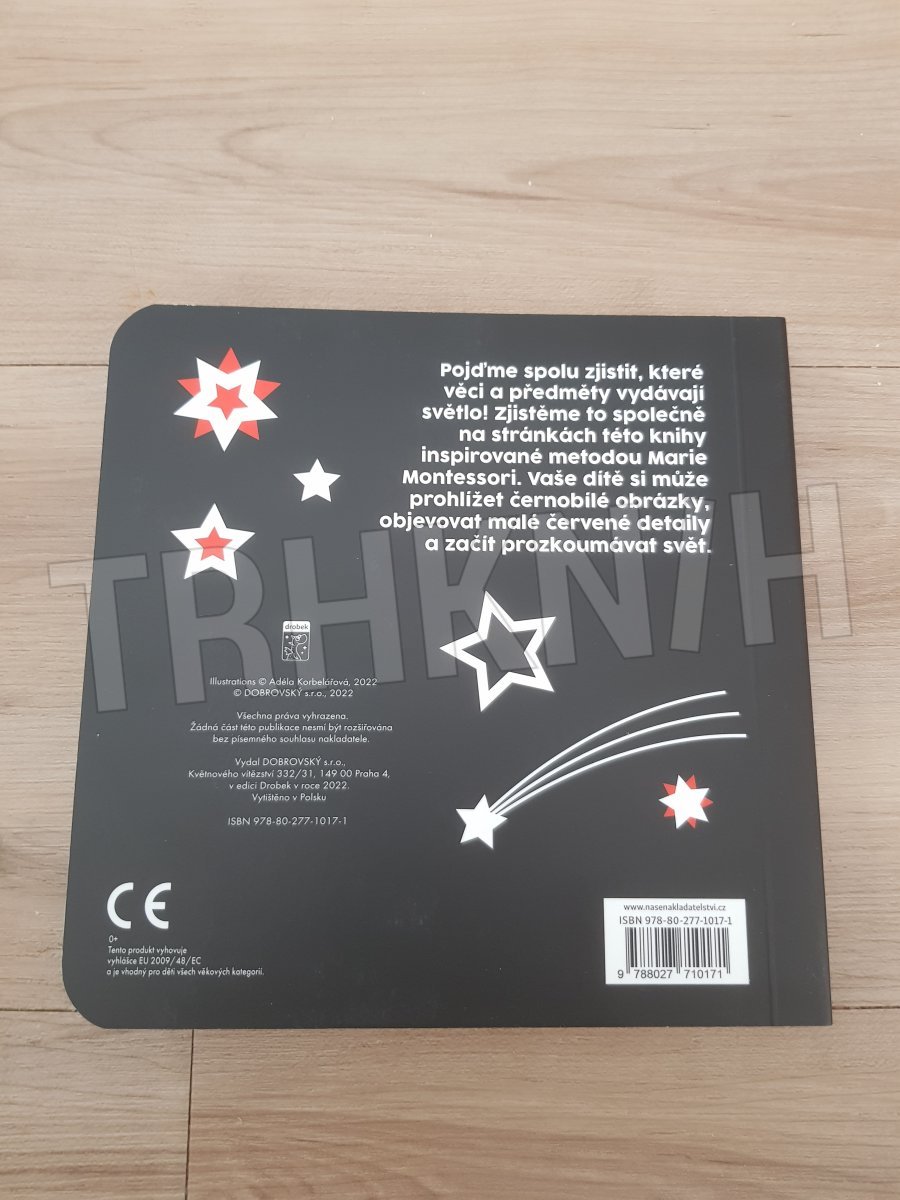 Pojďme spolu zjistit, které
věci a předměty vydávají
světlo! Zjistěme to společně
na stránkách této knihy
inspirované metodou Marie
Montessori. Vaše dítě si může
prohlížet černobílé obrázky,
objevovat malé červené detaily
a začít prozkoumávat svět.
TRHKNIH
drobek
Illustrations © Adéla Korbelářová, 2022
© DOBROVSKÝ s.r.o., 2022
Všechna práva vyhrazena.
Žádná část této publikace nesmí být rozšiřována
bez písemného souhlasu nakladatele.
Vydal DOBROVSKÝ s.r.o.,
Květnového vítězství 332/31, 149 00 Praha 4,
v edici Drobek v roce 2022.
Vytištěno v Polsku
ISBN 978-80-277-1017-1
CE
0+
Tento produkt vyhovuje
vyhlášce EU 2009/48/EC
a je vhodný pro děti všech věkových kategorií.
www.nasenakladatelstvi.cz
ISBN 978-80-277-1017-1
9 788027 710171